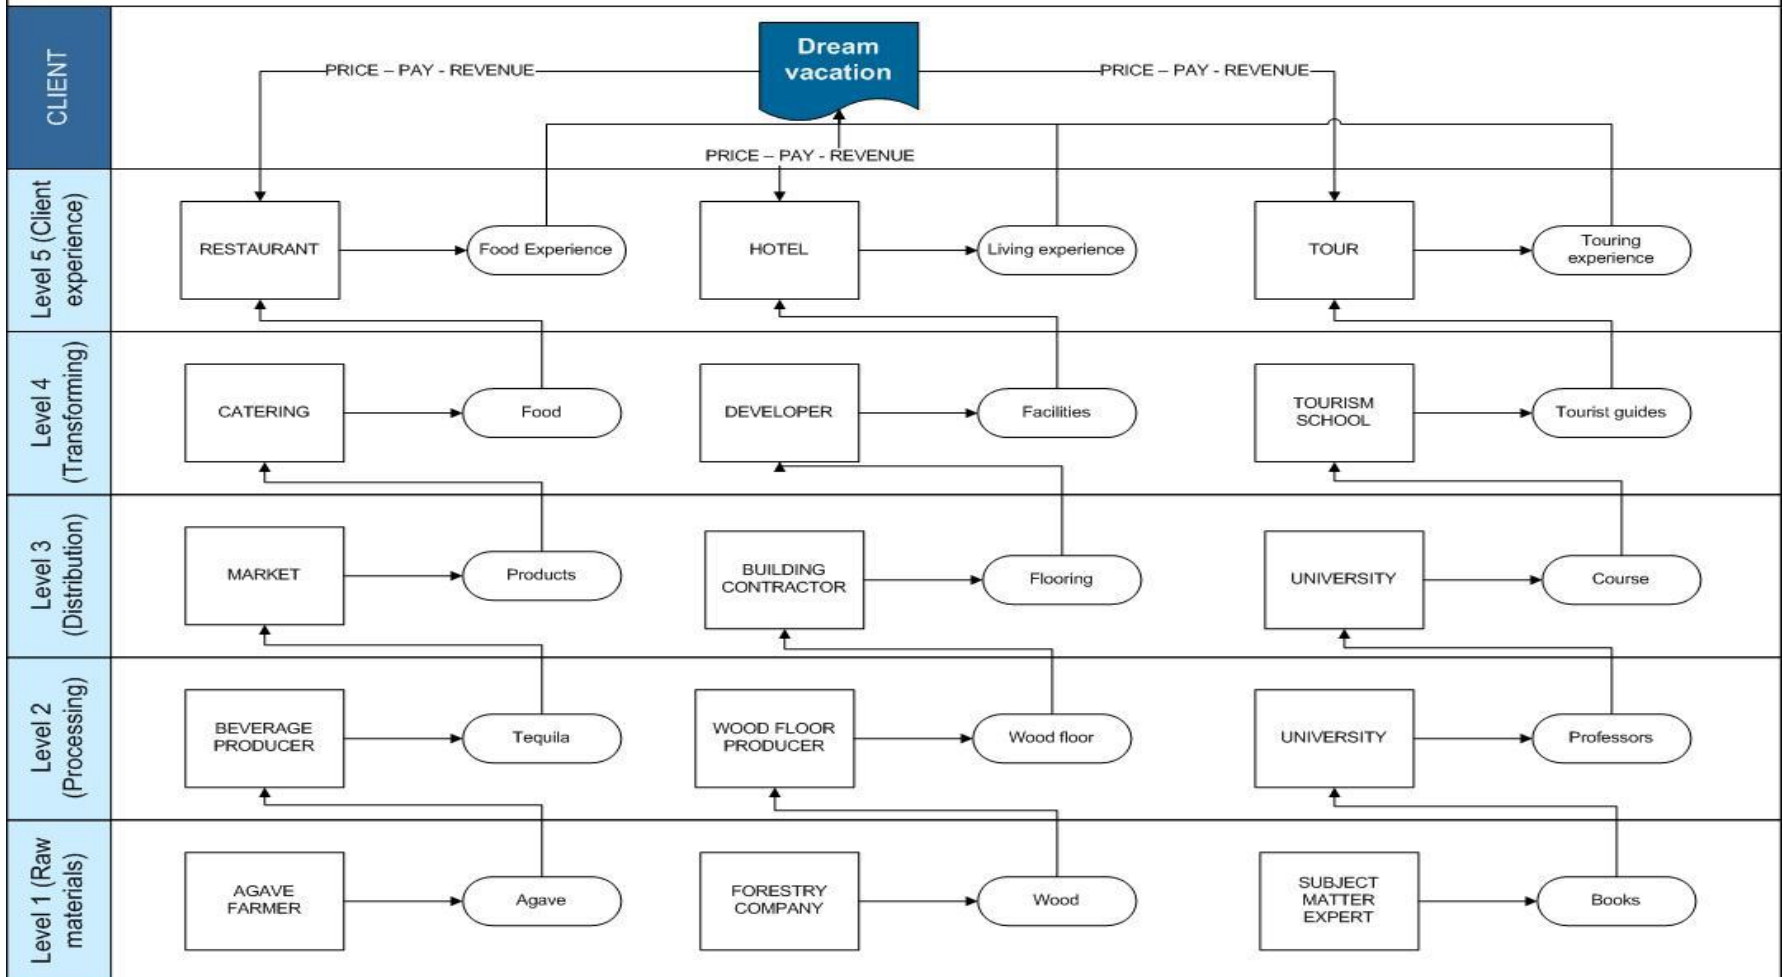 CLIENT
Dream
vacation
PRICE – PAY - REVENUE
PRICE – PAY - REVENUE
PRICE – PAY - REVENUE
Level 5 (Client
experience)
RESTAURANT
Food Experience
HOTEL
Living experience
TOUR
Touring
experience
Level 4
(Transforming)
CATERING
Food
DEVELOPER
Facilities
TOURISM
SCHOOL
Tourist guides
Level 3
(Distribution)
MARKET
Products
BUILDING
CONTRACTOR
Flooring
UNIVERSITY
Course
Level 2
(Processing)
BEVERAGE
PRODUCER
Tequila
WOOD FLOOR
PRODUCER
Wood floor
UNIVERSITY
Professors
Level 1 (Raw
materials)
AGAVE
FARMER
Agave
FORESTRY
COMPANY
Wood
SUBJECT
MATTER
EXPERT
Books